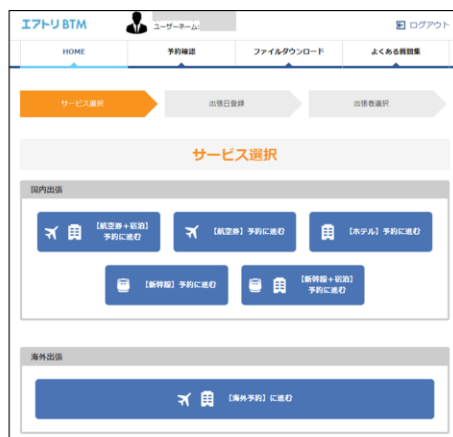 エアトリ BTM
ユーザーネーム:
ログアウト
HOME
予約確認
ファイルダウンロード
よくある質問集
サービス選択
出張日登録
出張者選択
サービス選択
国内出張
【航空券+宿泊】
予約に進む
【航空券】予約に進む
【ホテル】予約に進む
【新幹線】予約に進む
【新幹線+宿泊】
予約に進む
海外出張
【海外予約】に進む